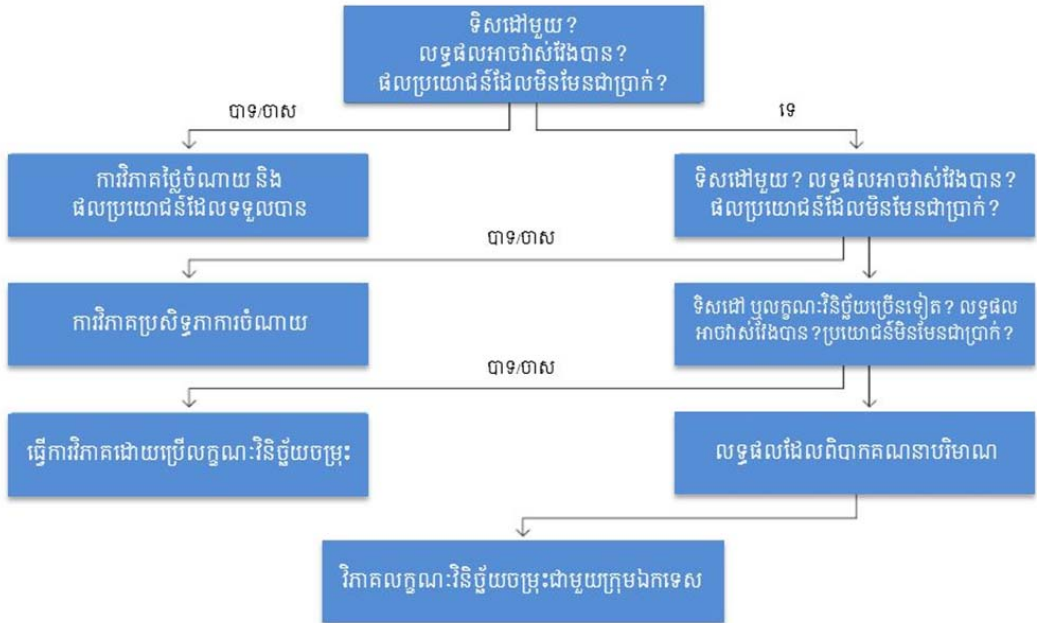 ទិសដៅមួយ?
លទ្ធផលអាចវាស់វែងបាន?
ផលប្រយោជន៍ដែលមិនមែនជាប្រាក់?
បាទ/ចាស
ទេ
ការវិភាគថ្លៃចំណាយ និង
ផលប្រយោជន៍ដែលទទួលបាន
ទិសដៅមួយ? លទ្ធផលអាចវាស់វែងបាន?
ផលប្រយោជន៍ដែលមិនមែនជាប្រាក់?
បាទ/ចាស
ការវិភាគប្រសិទ្ធភាការចំណាយ
ទិសដៅ ឬលក្ខណៈវិនិច្ឆ័យច្រើនទៀត? លទ្ធផល
អាចវាស់វែងបាន?ប្រយោជន៍មិនមែនជាប្រាក់?
បាទ/ចាស
ធ្វើការវិភាគដោយប្រើលក្ខណៈវិនិច្ឆ័យចម្រុះ
លទ្ធផលដែលពិបាកគណនាបរិមាណ
វិភាគលក្ខណៈវិនិច្ឆ័យចម្រុះជាមួយក្រុមឯកទេស